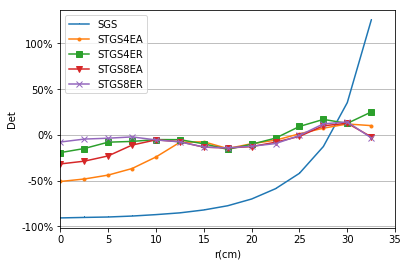 SGS
STGS4EA
STGS4ER
STGS8EA
STGS8ER
100%
50%
0%
-50%
-100%
Det
0 5 10 15 20 25 30 35
r(cm)